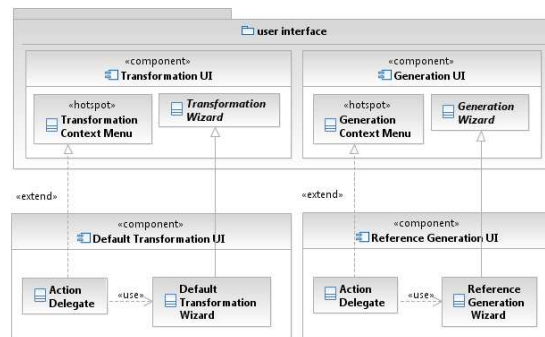 user interface
«component»
Transformation UI
«hotspot»
Transformation
Context Menu
Transformation
Wizard
«component»
Generation UI
«hotspot»
Generation
Context Menu
Generation
Wizard
«extend»
«extend»
«component»
Default Transformation UI
Action
Delegate
«use»
Default
Transformation
Wizard
«component»
Reference Generation UI
Action
Delegate
«use»
Reference
Generation
Wizard